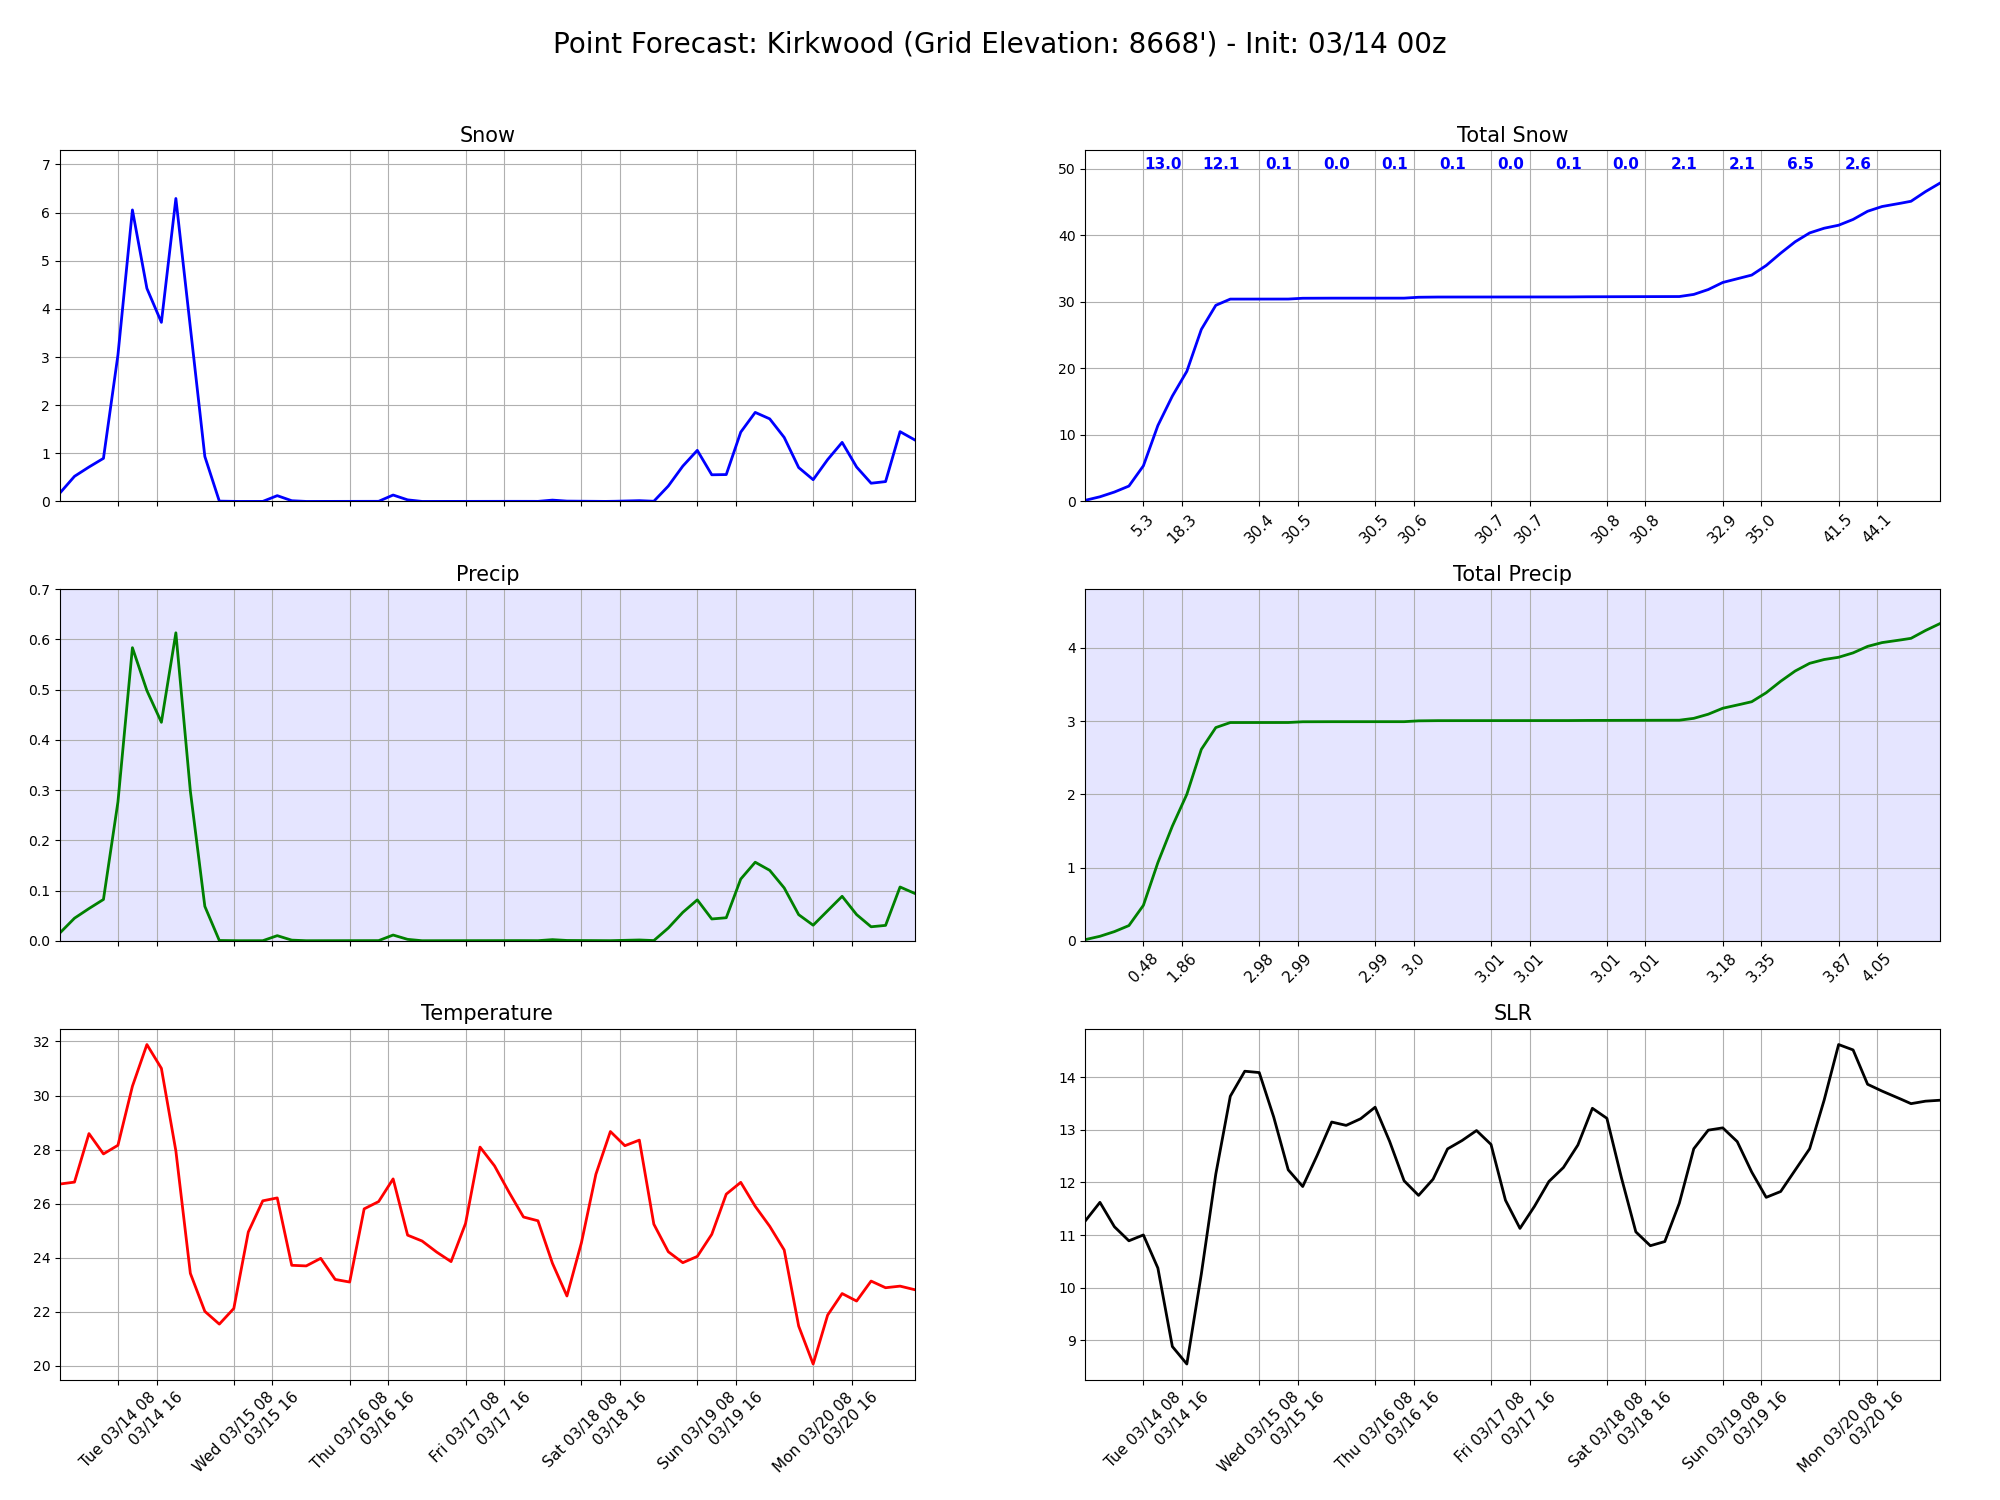 Point Forecast: Kirkwood (Grid Elevation: 8668') - Init: 03/14 00z
Snow
7
6
5
4
3
2
1
0
Total Snow
13.0 12.1 0.1 0.0 0.1 0.1 0.0 0.1 0.0 2.1 2.1 6.5 2.6
50
40
30
20
10
0
5.3 18.3 30.4 30.5 30.5 30.6 30.7 30.7 30.8 30.8 32.9 35.0 41.5 44.1
Precip
0.7
0.6
0.5
0.4
0.3
0.2
0.1
0.0
Total Precip
4
3
2
1
0
0.48 1.86 2.98 2.99 2.99 3.0 3.01 3.01 3.01 3.01 3.18 3.35 3.87 4.05
Temperature
32
30
28
26
24
22
20
Tue 03/14 08
03/14 16
Wed 03/15 08
03/15 16
Thu 03/16 08
03/16 16
Fri 03/17 08
03/17 16
Sat 03/18 08
03/18 16
Sun 03/19 08
03/19 16
Mon 03/20 08
03/20 16
SLR
14
13
12
11
10
9
Tue 03/14 08
03/14 16
Wed 03/15 08
03/15 16
Thu 03/16 08
03/16 16
Fri 03/17 08
03/17 16
Sat 03/18 08
03/18 16
Sun 03/19 08
03/19 16
Mon 03/20 08
03/20 16